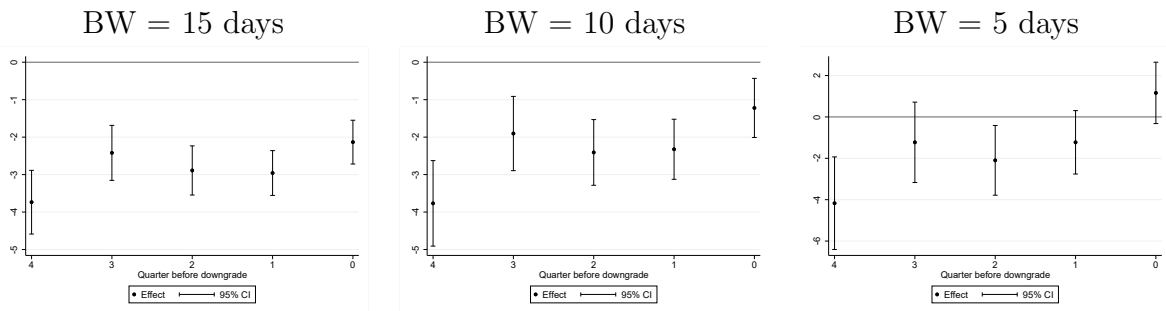 BW = 15 days
0
-1
-2
-3
-4
-5
4 3 2 1 0
Quarter before downgrade
Effect 95% CI
BW = 10 days
0
-1
-2
-3
-4
-5
4 3 2 1 0
Quarter before downgrade
Effect 95% CI
BW = 5 days
2
0
-2
-4
-6
4 3 2 1 0
Quarter before downgrade
Effect 95% CI